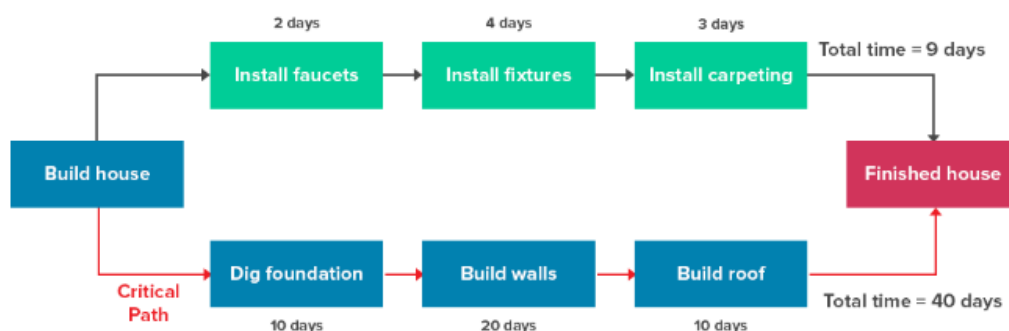 2 days
4 days
3 days
Install faucets
Install fixtures
Install carpeting
Total time = 9 days
Build house
Finished house
Dig foundation
Build walls
Build roof
Critical
Path
Total time = 40 days
10 days
20 days
10 days